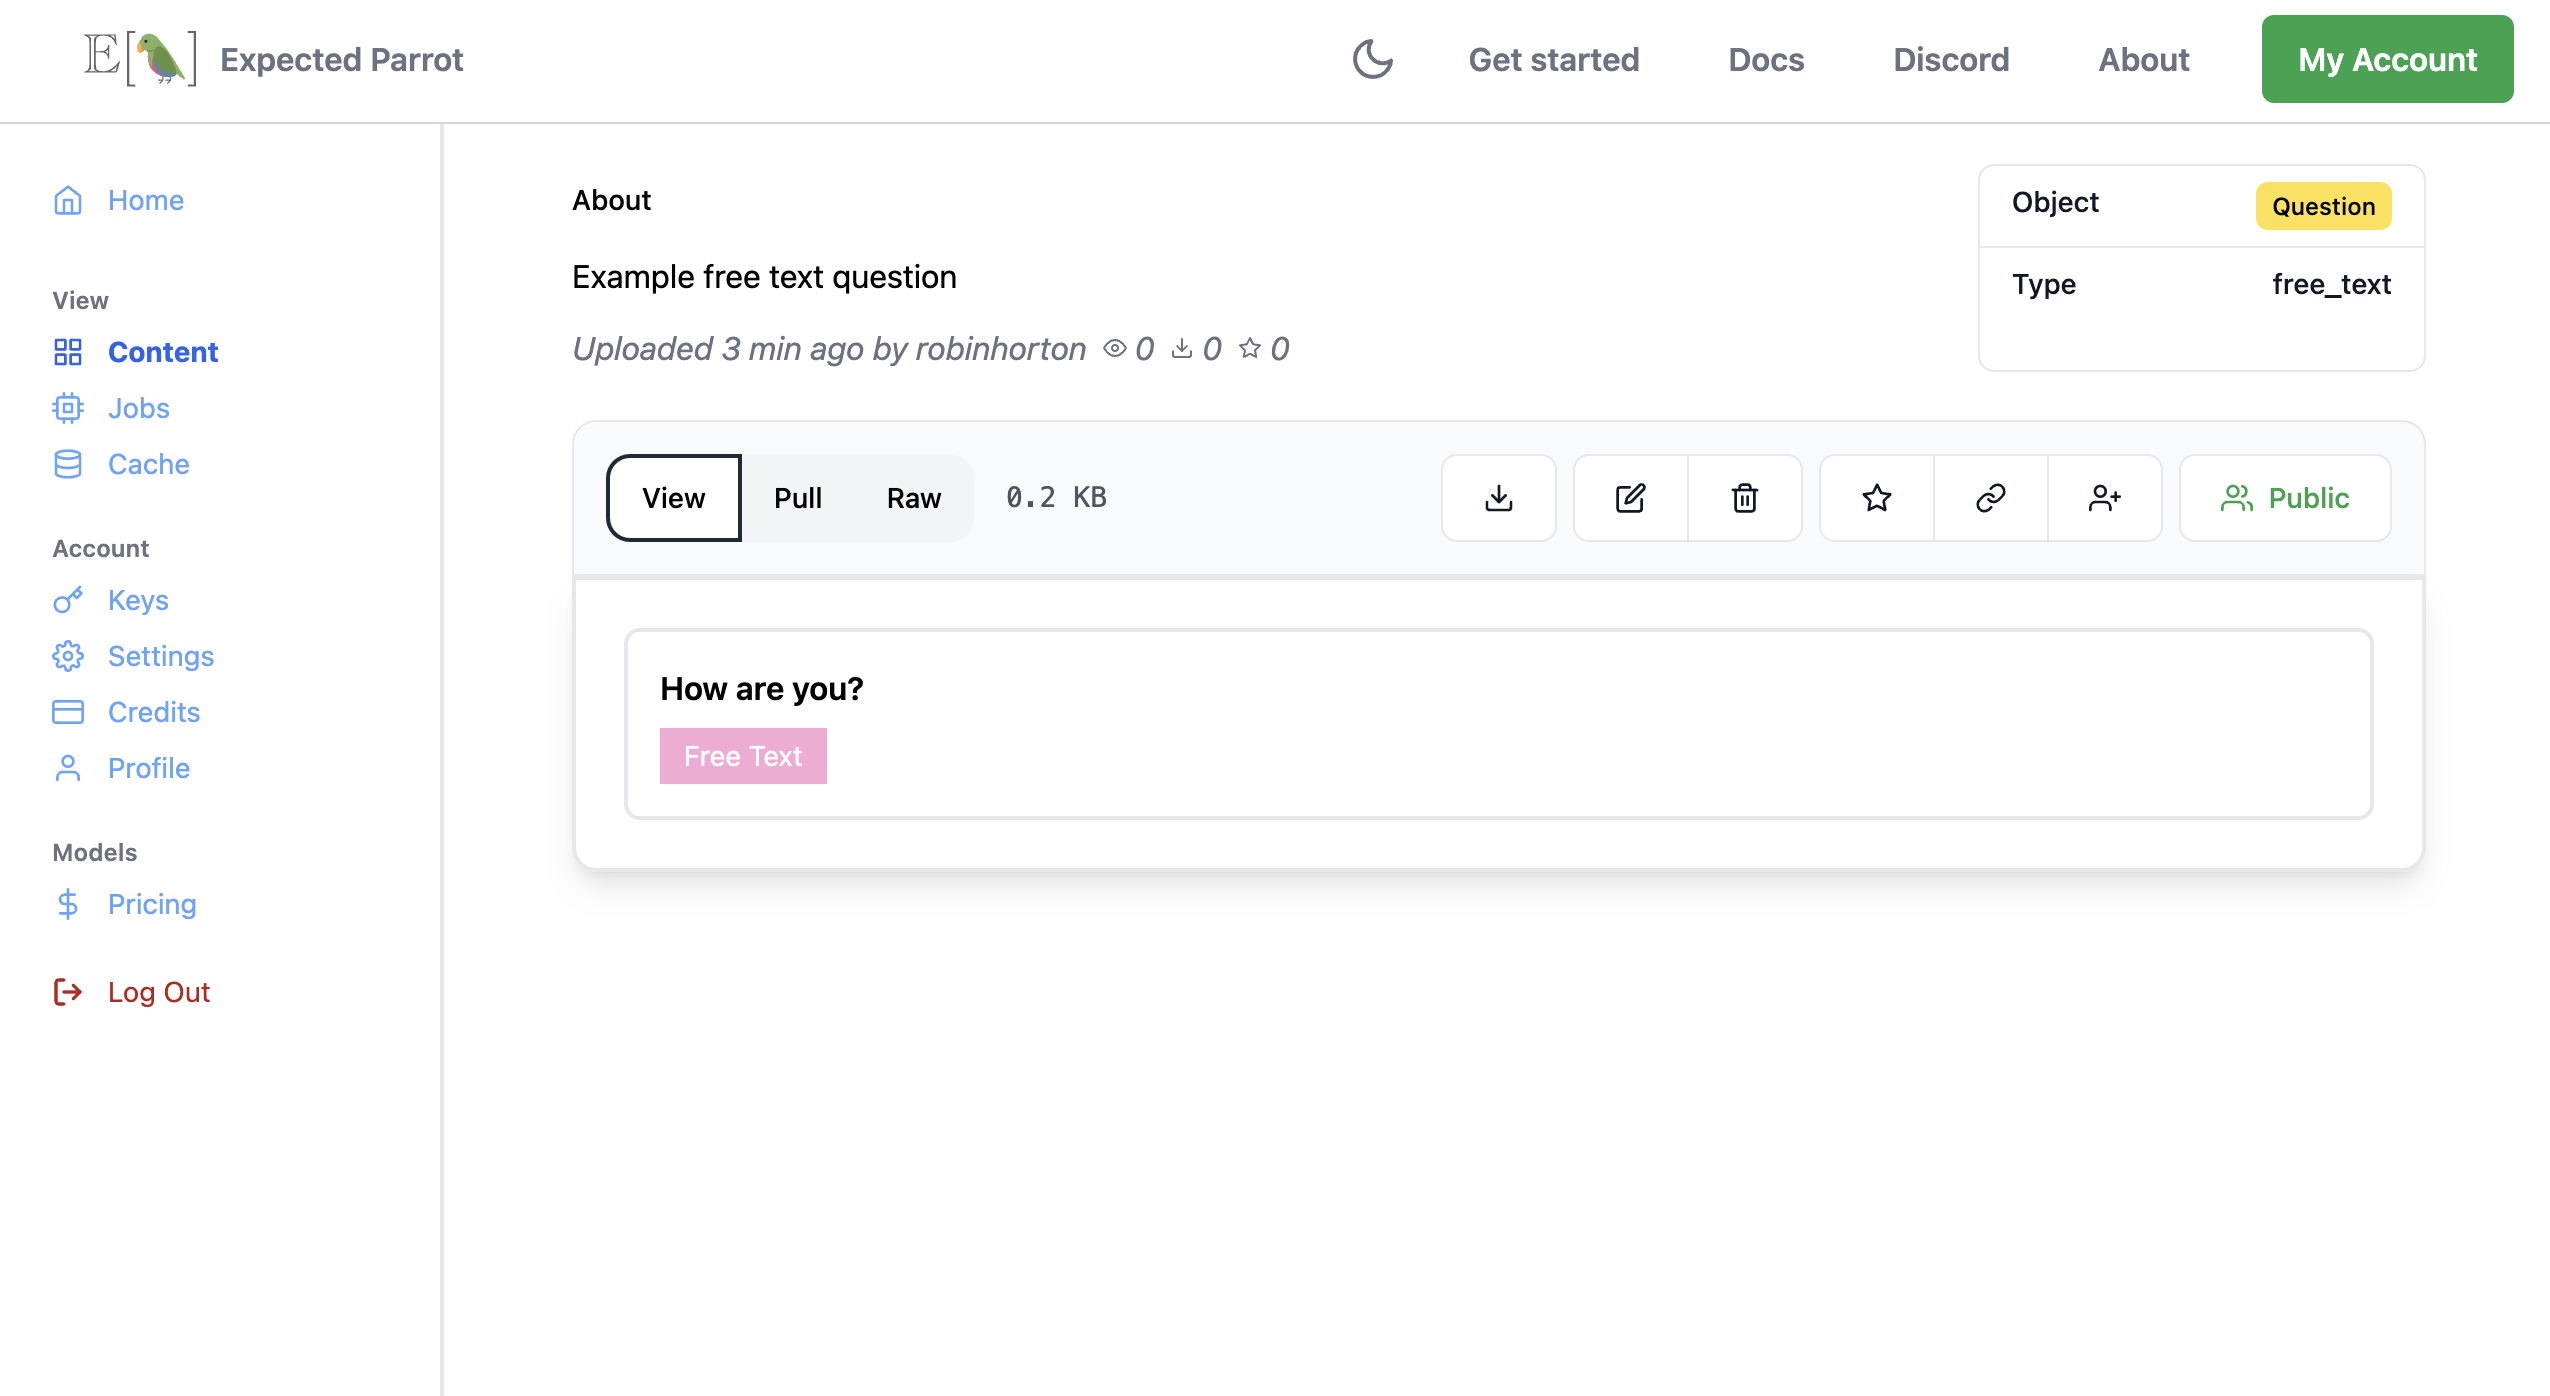 E[🦜] Expected Parrot
Get started
Docs
Discord
About
My Account
Home
View
Content
Jobs
Cache
Account
Keys
Settings
Credits
Profile
Models
Pricing
Log Out
About
Example free text question
Uploaded 3 min ago by robinhorton 0 0 0
Object Question
Type free_text
View Pull Raw 0.2 KB
Public
How are you?
Free Text